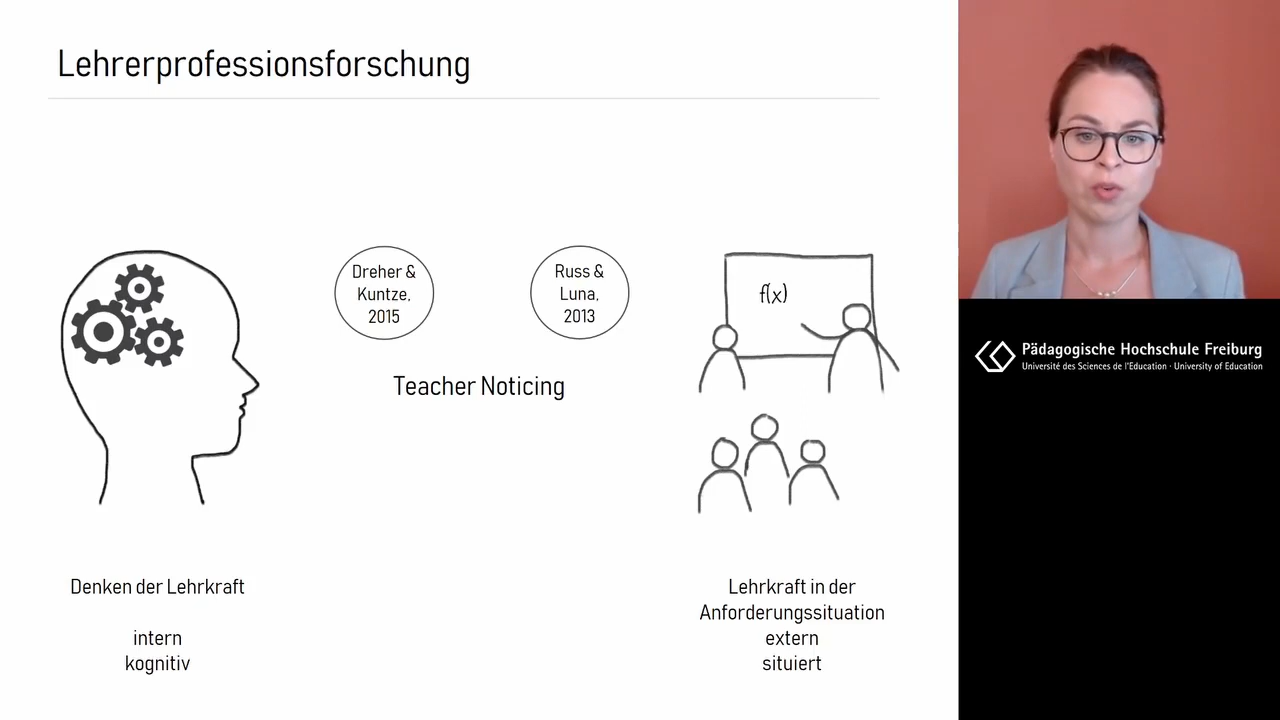 Lehrerprofessionsforschung
Dreher &
Kuntze,
2015
Russ &
Luna,
2013
f(x)
Teacher Noticing
Denken der Lehrkraft
intern
kognitiv
Lehrkraft in der
Anforderungssituation
extern
situiert
Pädagogische Hochschule Freiburg
Université des Sciences de l'Education · University of Education